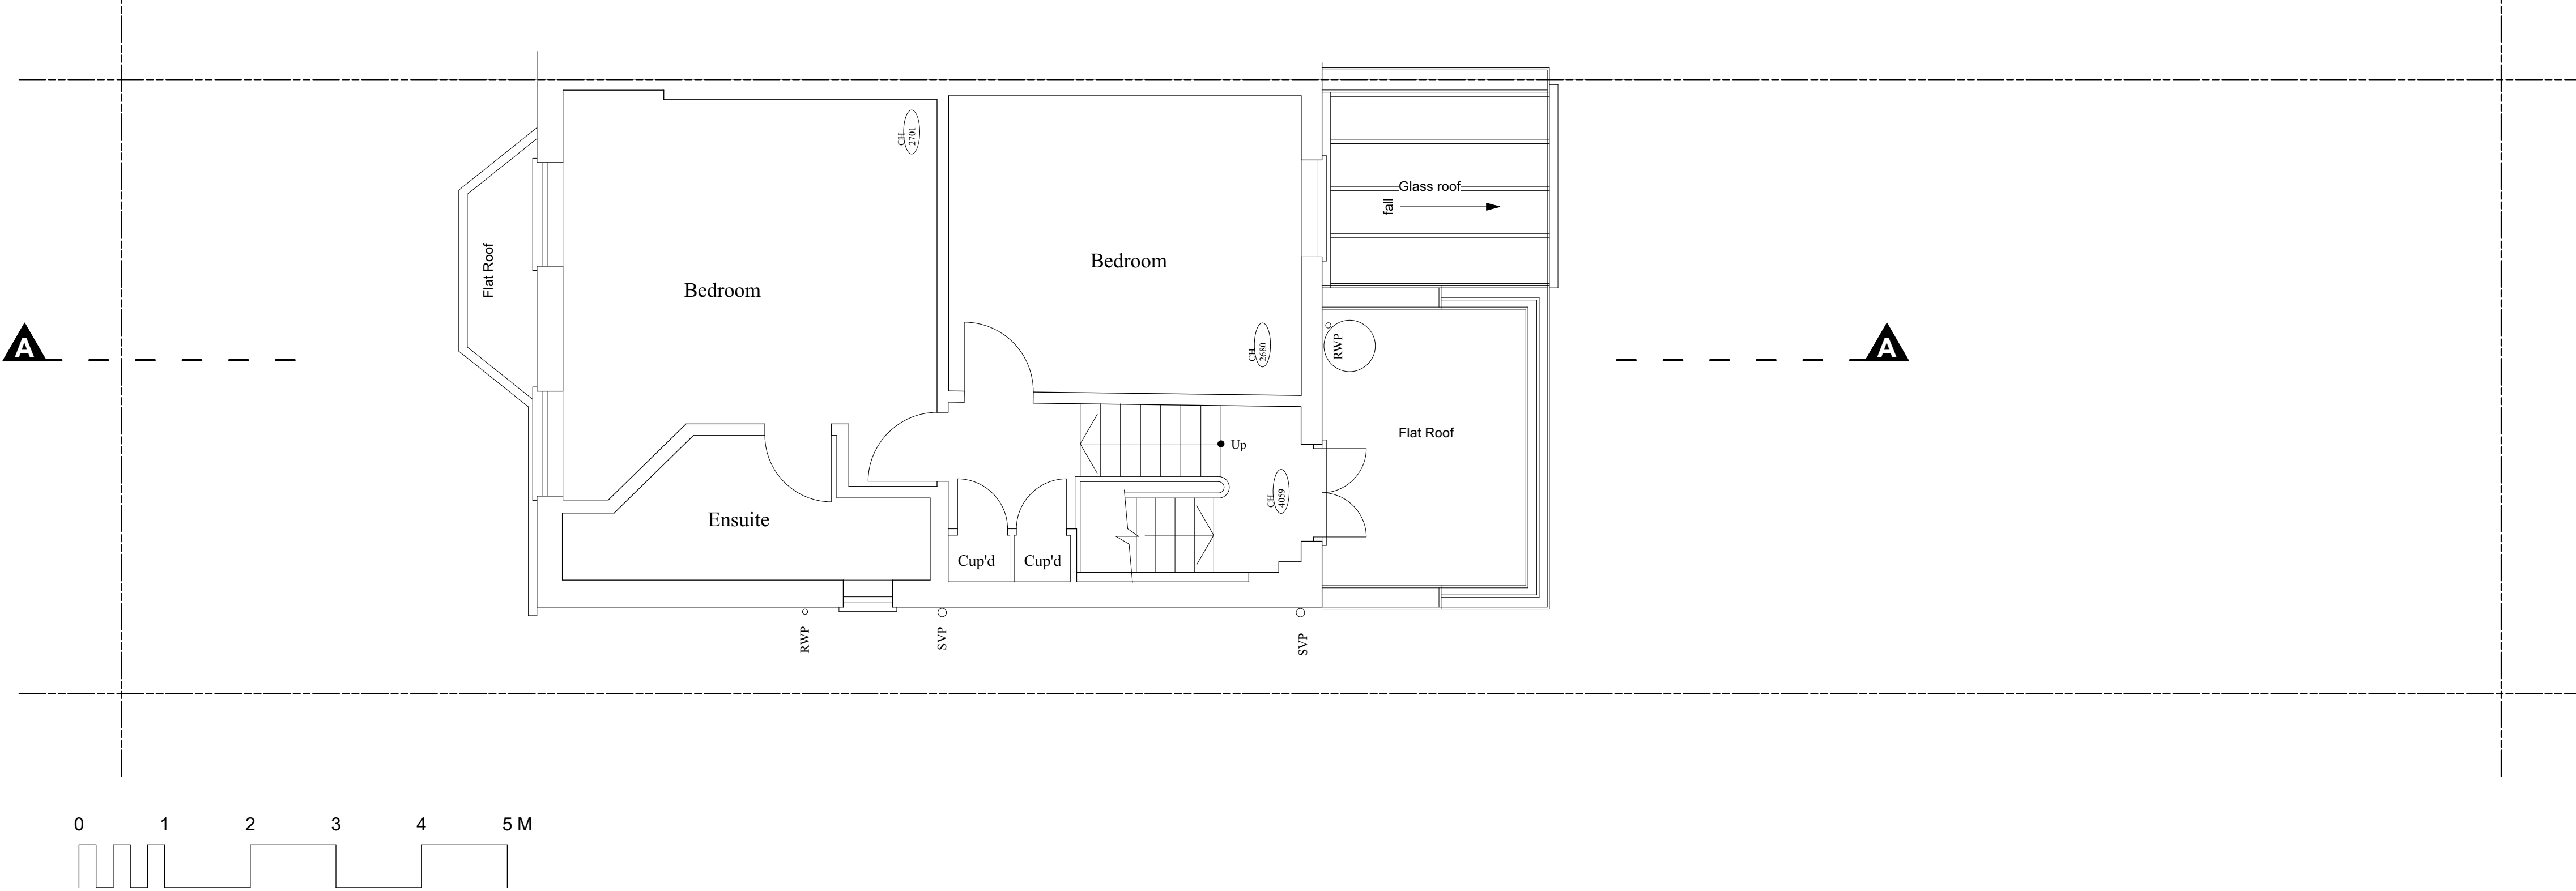 CH
2701
Glass roof
fall
Flat Roof
Bedroom
Bedroom
CH
2680
RWP
A
A
Flat Roof
Up
CH
4059
Ensuite
Cup'd
Cup'd
RWP
SVP
SVP
0 1 2 3 4 5 M